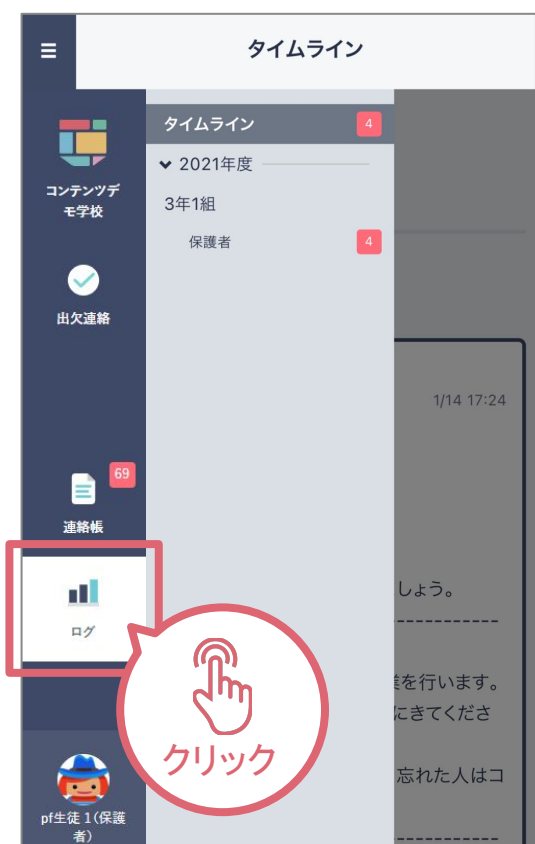 タイムライン
コンテンツデ
モ学校
出欠連絡
69
連絡帳
ログ
pf生徒 1(保護
者)
タイムライン 4
2021年度
3年1組
保護者 4
1/14 17:24
しょう。
-----------
業を行います。
にきてくださ
忘れた人はコ
-----------
クリック